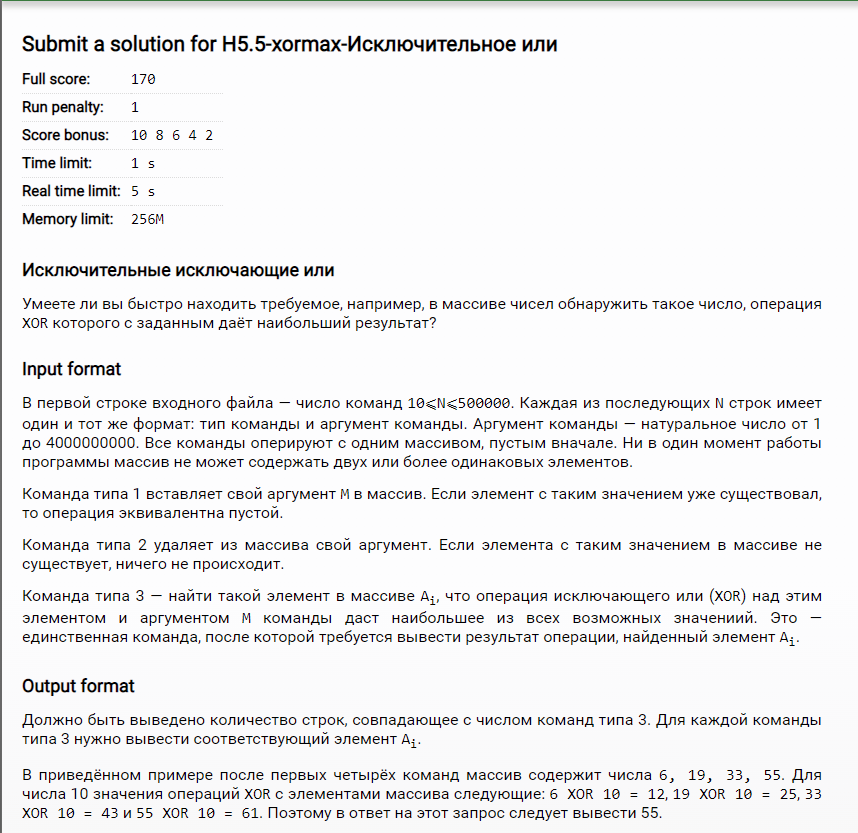 Submit a solution for H5.5-xormax-Исключительное или
Full score: 170
Run penalty: 1
Score bonus: 10 8 6 4 2
Time limit: 1 s
Real time limit: 5 s
Memory limit: 256M
Исключительные исключающие или
Умеете ли вы быстро находить требуемое, например, в массиве чисел обнаружить такое число, операция
XOR которого с заданным даёт наибольший результат?
Input format
В первой строке входного файла — число команд 10⩽N⩽500000. Каждая из последующих N строк имеет
один и тот же формат: тип команды и аргумент команды. Аргумент команды — натуральное число от 1
до 4000000000. Все команды оперируют с одним массивом, пустым вначале. Ни в один момент работы
программы массив не может содержать двух или более одинаковых элементов.
Команда типа 1 вставляет свой аргумент M в массив. Если элемент с таким значением уже существовал,
то операция эквивалентна пустой.
Команда типа 2 удаляет из массива свой аргумент. Если элемента с таким значением в массиве не
существует, ничего не происходит.
Команда типа 3 — найти такой элемент в массиве Ai, что операция исключающего или (XOR) над этим
элементом и аргументом M команды даст наибольшее из всех возможных значениий. Это —
единственная команда, после которой требуется вывести результат операции, найденный элемент Ai.
Output format
Должно быть выведено количество строк, совпадающее с числом команд типа 3. Для каждой команды
типа 3 нужно вывести соответствующий элемент Ai.
В приведённом примере после первых четырёх команд массив содержит числа 6, 19, 33, 55. Для
числа 10 значения операций XOR с элементами массива следующие: 6 XOR 10 = 12, 19 XOR 10 = 25, 33
XOR 10 = 43 и 55 XOR 10 = 61. Поэтому в ответ на этот запрос следует вывести 55.